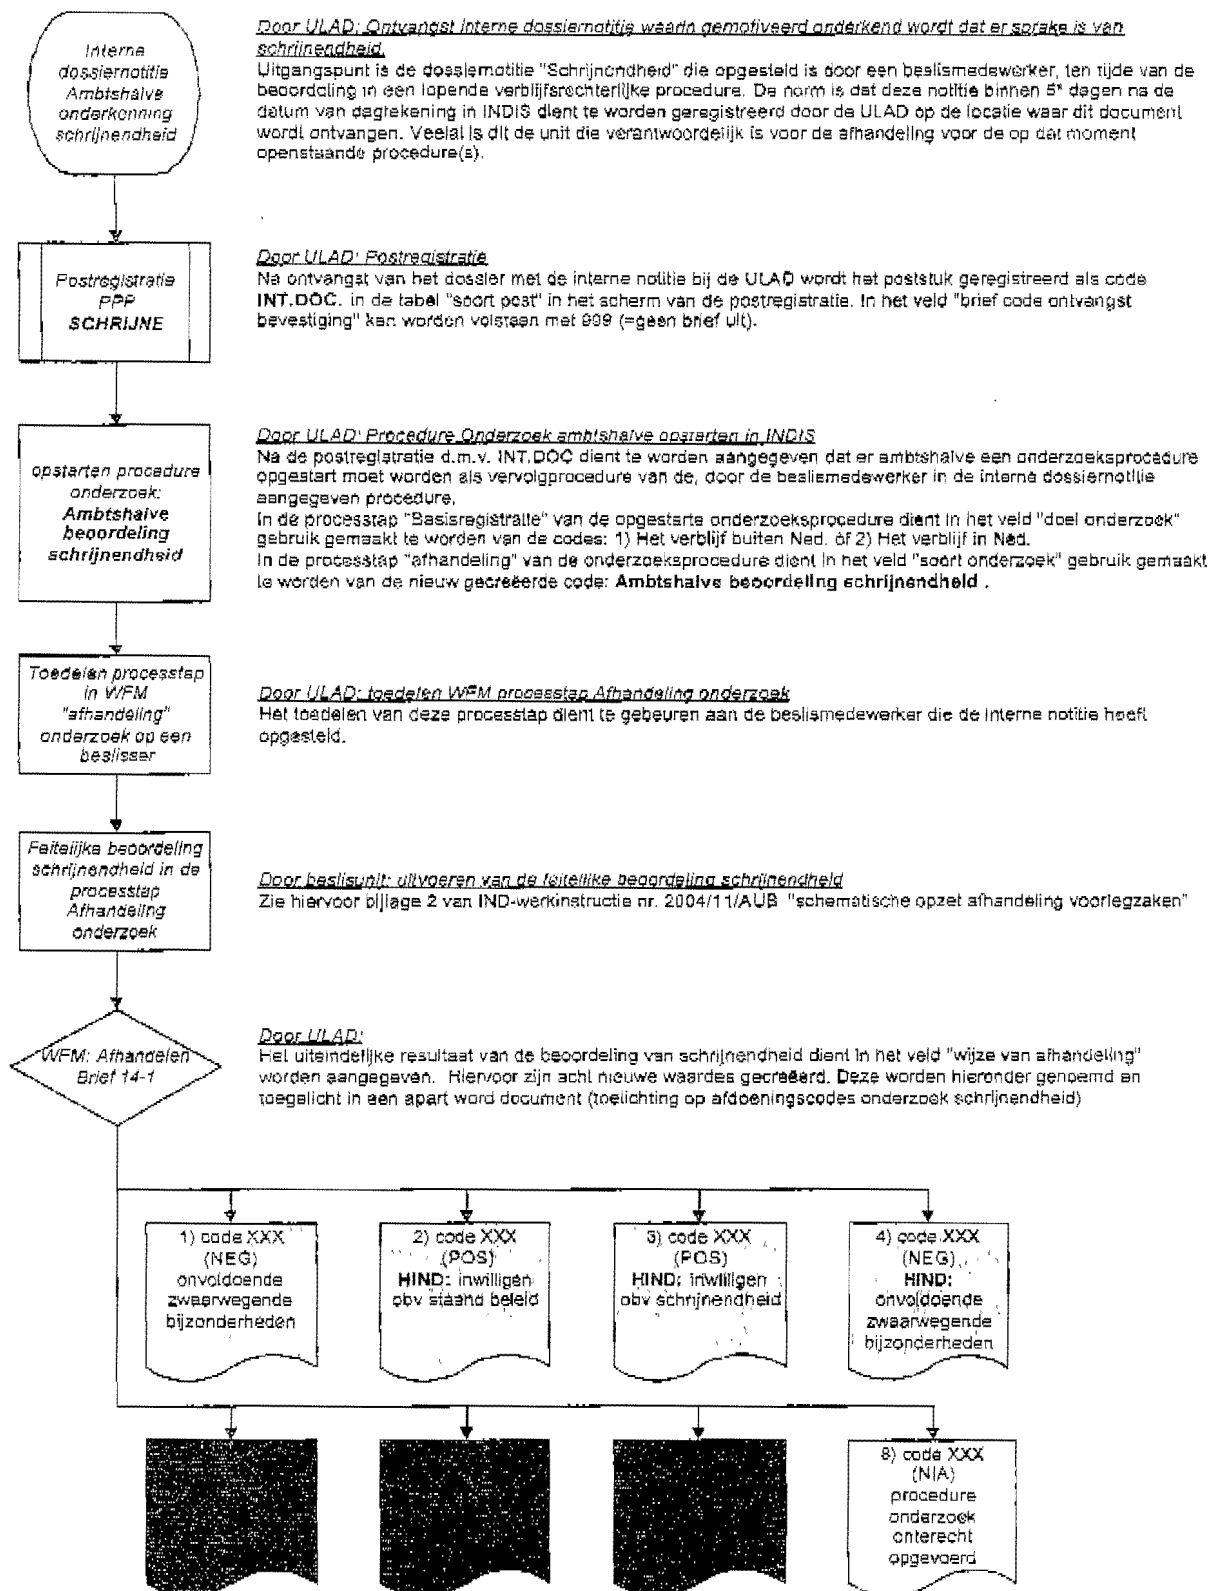 Interne
dossiernotitie
Ambtshalve
onderkenning
schrijnendheid
Door ULAD: Ontvangst interne dossiernotitie waarin gemotiveerd onderkend wordt dat er sprake is van
schrijnendheid.
Uitgangspunt is de dossiernotitie "Schrijnendheid" die opgesteld is door een beslismedewerker, ten tijde van de
beoordeling in een lopende verblijfsrechterlijke procedure. De norm is dat deze notitie binnen 5* dagen na de
datum van dagtekening in INDIS dient te worden geregistreerd door de ULAD op de locatie waar dit document
wordt ontvangen. Veelal is dit de unit die verantwoordelijk is voor de afhandeling voor de op dat moment
openstaande procedure(s).
Postregistratie
PPP
SCHRIJNE
Door ULAD: Postregistratie
Na ontvangst van het dossier met de interne notitie bij de ULAD wordt het poststuk geregistreerd als code
INT.DOC. in de tabel "soort post" in het scherm van de postregistratie. In het veld "brief code ontvangst
bevestiging" kan worden volstaan met 999 (=geen brief uit).
opstarten procedure
onderzoek:
Ambtshalve
beoordeling
schrijnendheid
Door ULAD: Procedure Onderzoek ambtshalve opstarten in INDIS
Na de postregistratie d.m.v. INT.DOC dient te worden aangegeven dat er ambtshalve een onderzoeksprocedure
opgestart moet worden als vervolgprocedure van de, door de beslismedewerker in de interne dossiernotitie
aangegeven procedure.
In de processtap "Basisregistratie" van de opgestarte onderzoeksprocedure dient in het veld "doel onderzoek"
gebruik gemaakt te worden van de codes: 1) Het verblijf buiten Ned. òf 2) Het verblijf in Ned.
In de processtap "afhandeling" van de onderzoeksprocedure dient in het veld "soort onderzoek" gebruik gemaakt
te worden van de nieuw gecreëerde code: Ambtshalve beoordeling schrijnendheid .
Toedelen processtap
in WFM
"afhandeling"
onderzoek op een
beslisser
Door ULAD: toedelen WFM processtap Afhandeling onderzoek
Het toedelen van deze processtap dient te gebeuren aan de beslismedewerker die de interne notitie heeft
opgesteld.
Feitelijke beoordeling
schrijnendheid in de
processtap
Afhandeling
onderzoek
Door beslisunit: uitvoeren van de feitelijke beoordeling schrijnendheid
Zie hiervoor bijlage 2 van IND-werkinstructie nr. 2004/11/AUB "schematische opzet afhandeling voorlegzaken"
WFM: Afhandelen
Brief 14-1
Door ULAD:
Het uiteindelijke resultaat van de beoordeling van schrijnendheid dient in het veld "wijze van afhandeling"
worden aangegeven. Hiervoor zijn acht nieuwe waardes gecreëerd. Deze worden hieronder genoemd en
toegelicht in een apart word document (toelichting op afdoeningscodes onderzoek schrijnendheid)
1) code XXX
(NEG)
onvoldoende
zwaarwegende
bijzonderheden
2) code XXX
(POS)
HIND: inwilligen
obv staand beleid
3) code XXX
(POS)
HIND: inwilligen
obv schrijnendheid
4) code XXX
(NEG)
HIND:
onvoldoende
zwaarwegende
bijzonderheden
8) code XXX
(NIA)
procedure
onderzoek
onterecht
opgevoerd